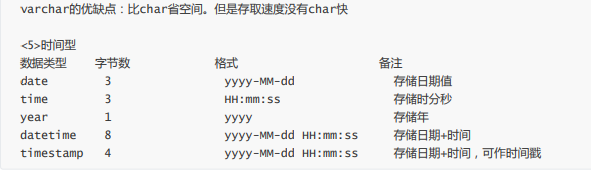 varchar的优缺点：比char省空间。但是存取速度没有char快
<5>时间型
数据类型 字节数 格式 备注
date 3 yyyy-MM-dd 存储日期值
time 3 HH:mm:ss 存储时分秒
year 1 yyyy 存储年
datetime 8 yyyy-MM-dd HH:mm:ss 存储日期+时间
timestamp 4 yyyy-MM-dd HH:mm:ss 存储日期+时间，可作时间戳